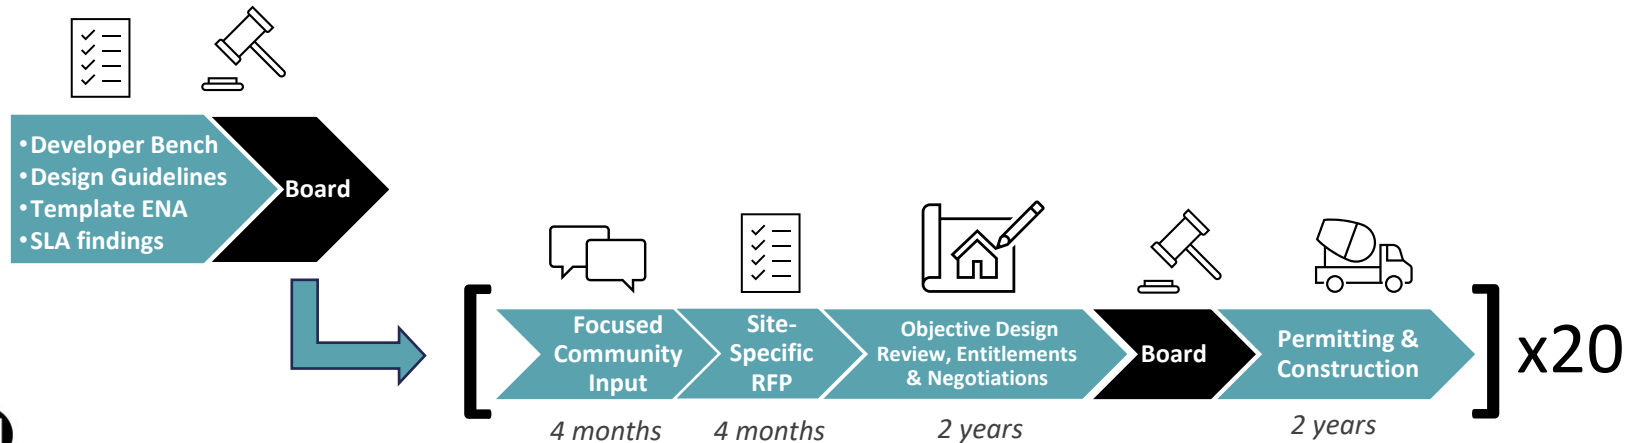 •Developer Bench
•Design Guidelines
•Template ENA
•SLA findings
Board
Focused
Community
Input
Site-
Specific
RFP
Objective Design
Review, Entitlements
& Negotiations
Board
Permitting &
Construction
x20
4 months
4 months
2 years
2 years